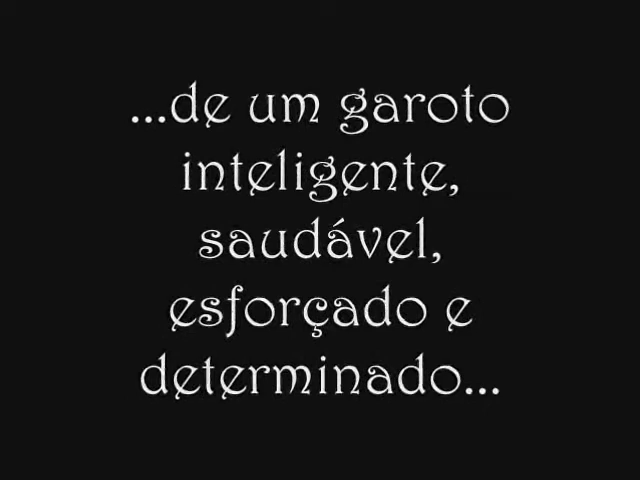 ...de um garoto
inteligente,
saudável,
esforçado e
determinado...